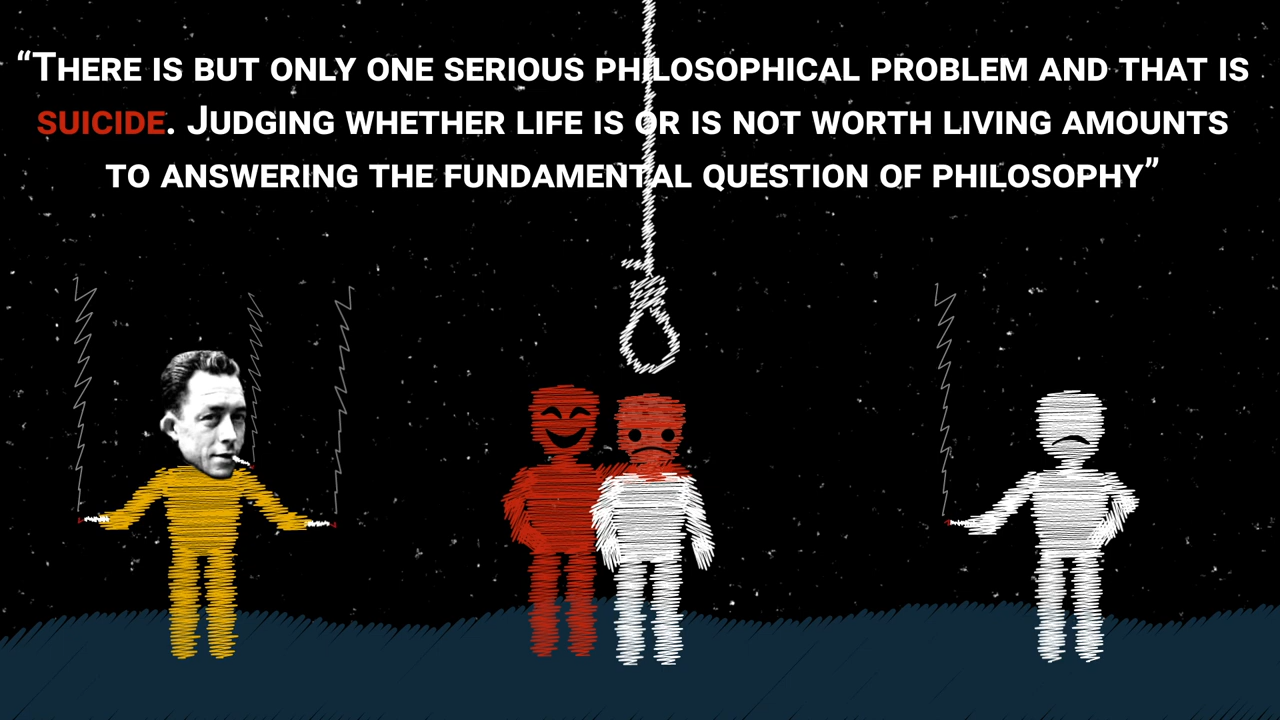 “There is but only one serious philosophical problem and that is
suicide. Judging whether life is or is not worth living amounts
to answering the fundamental question of philosophy”